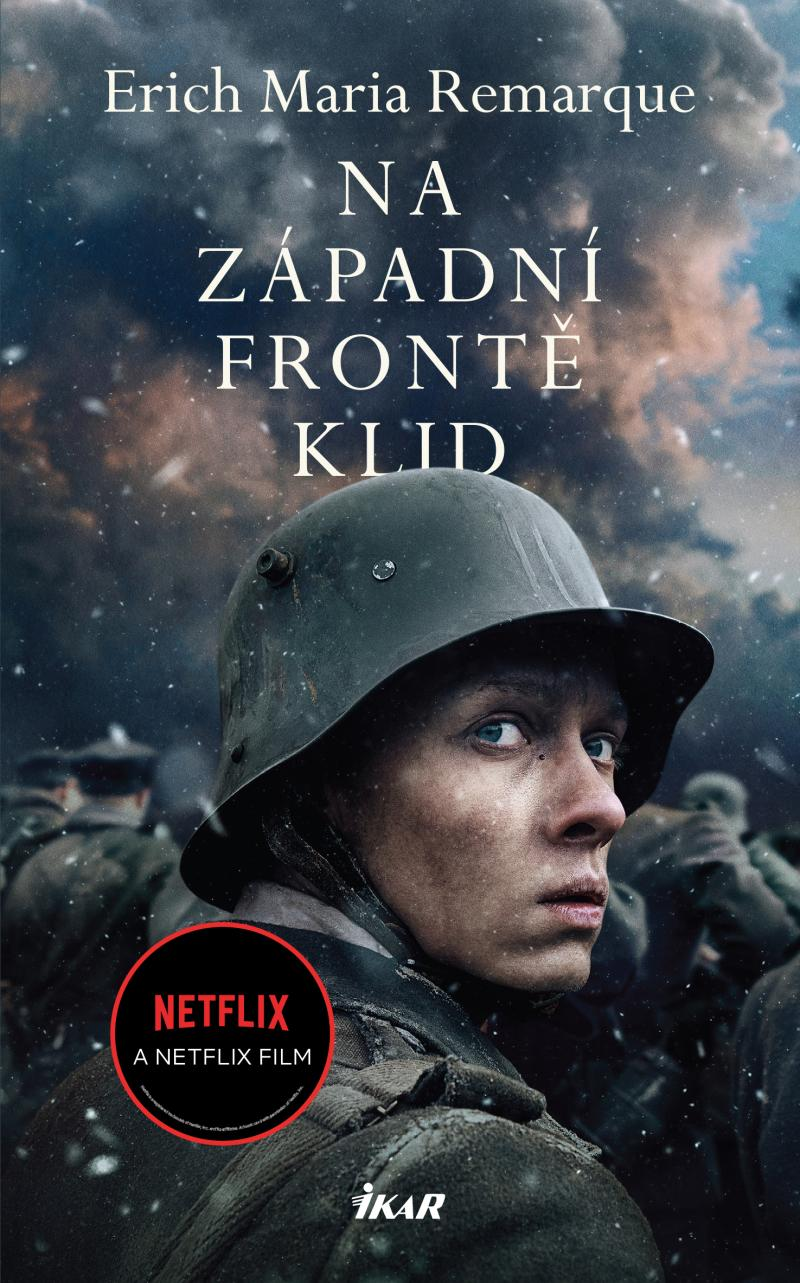 Erich Maria Remarque
NA
ZÁPADNÍ
FRONTĚ
KLID
NETFLIX
A NETFLIX FILM
IKAR